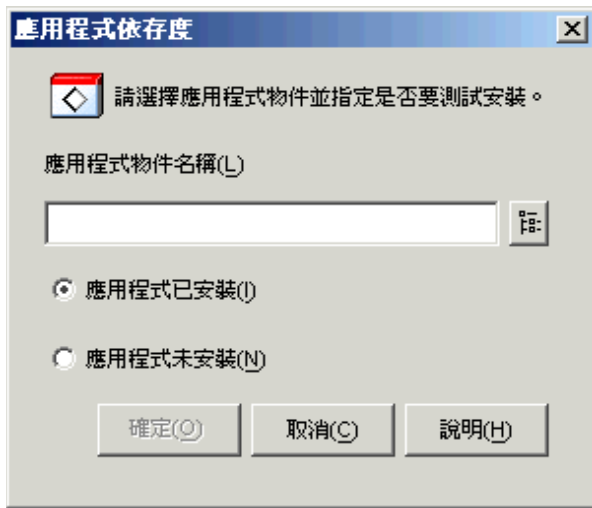 應用程式依存度
請選擇應用程式物件並指定是否要測試安裝。
應用程式物件名稱(L)
應用程式已安裝(I)
應用程式未安裝(N)
確定(O) 取消(C) 說明(H)